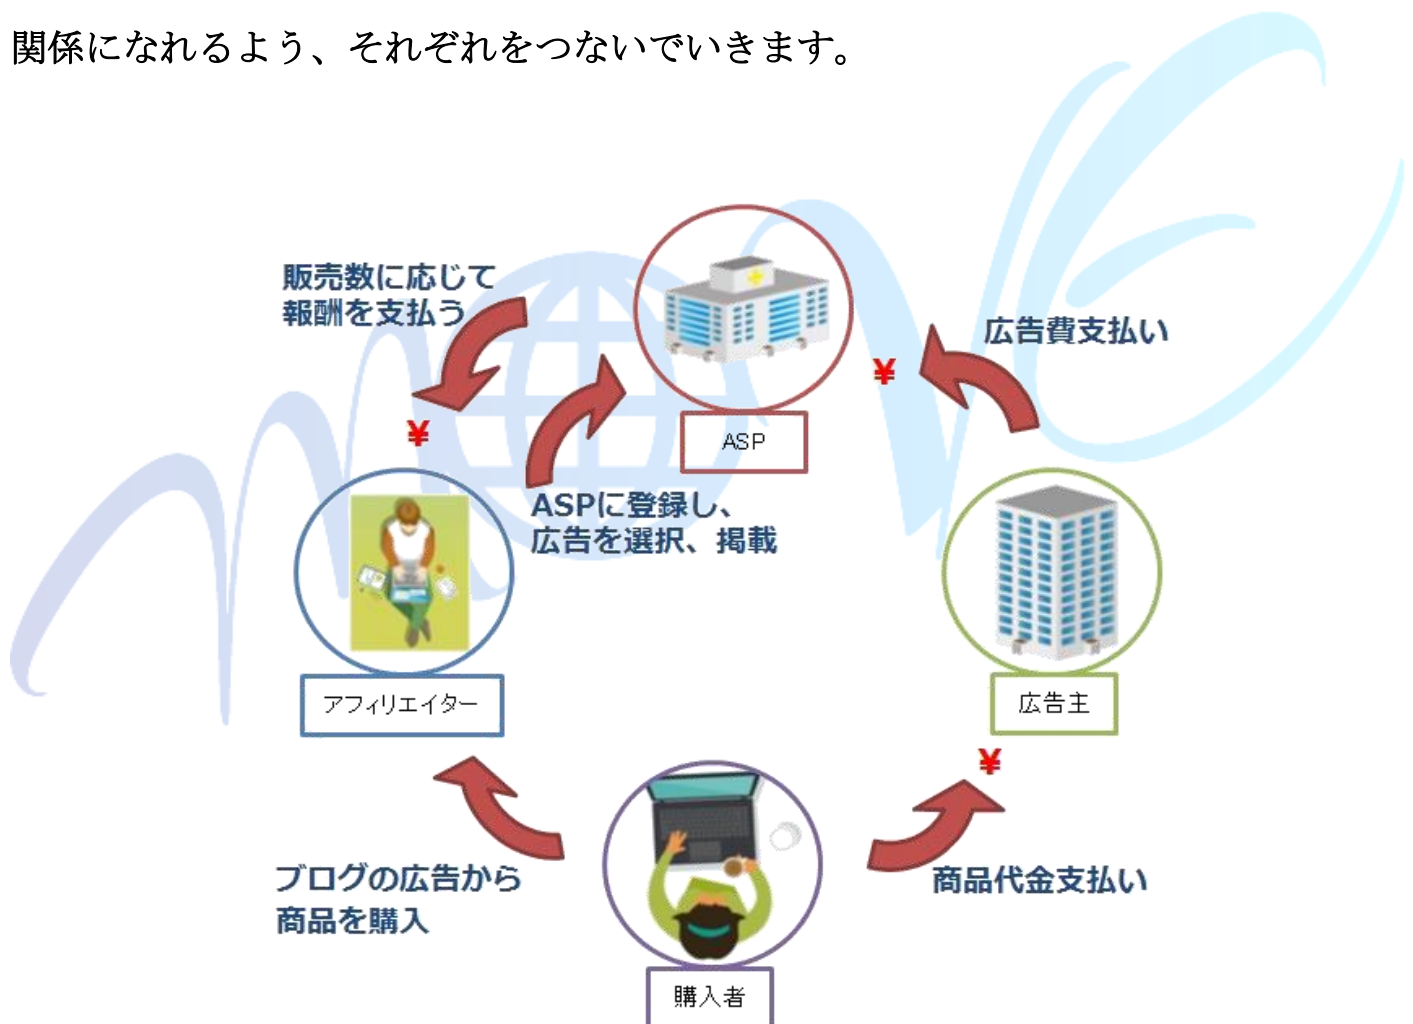 関係になれるよう、それぞれをつないでいきます。
販売数に応じて
報酬を支払う
広告費支払い
¥
¥
ASP
ASPに登録し、
広告を選択、掲載
アフィリエイター
広告主
¥
ブログの広告から
商品を購入
商品代金支払い
購入者